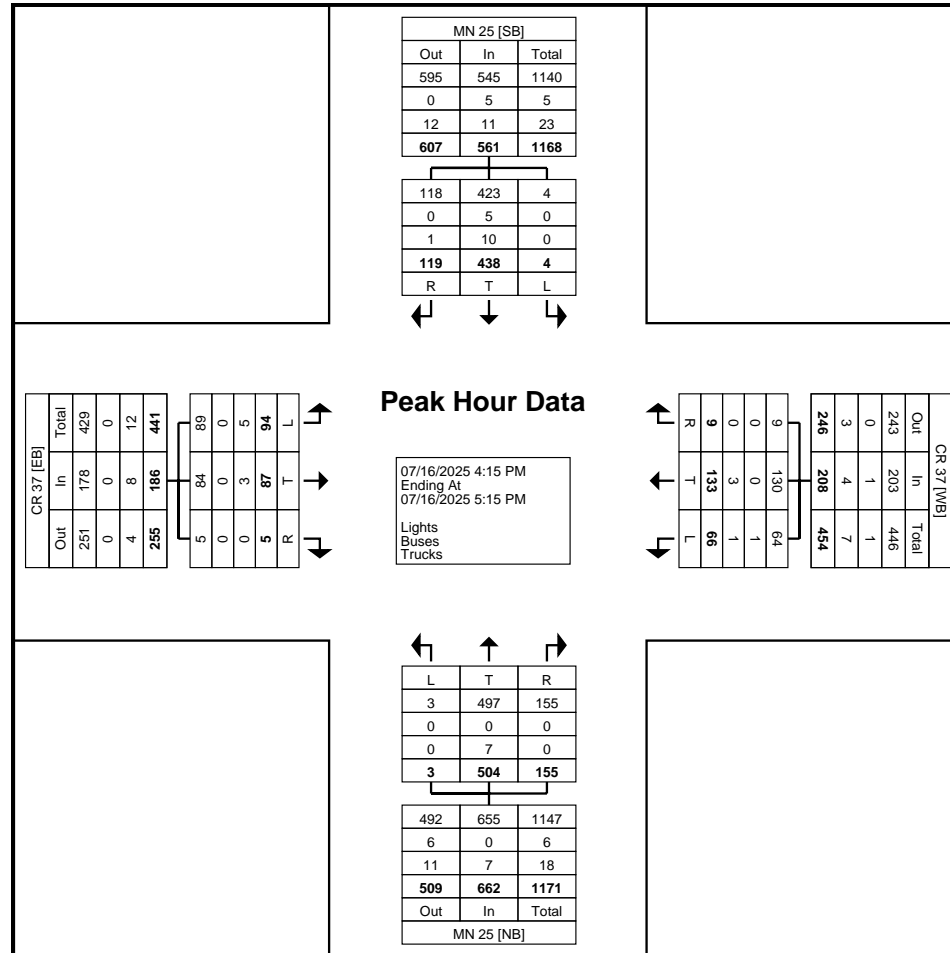 MN 25 [SB]
Out In Total
595 545 1140
0 5 5
12 11 23
607 561 1168
118 423 4
0 5 0
1 10 0
119 438 4
R T L
Peak Hour Data
07/16/2025 4:15 PM
Ending At
07/16/2025 5:15 PM
Lights
Buses
Trucks
CR 37 [EB]
Out In Total
251 178 429
0 0 0
4 8 12
255 186 441
5 84 89
0 0 0
0 3 5
5 87 94
R T L
CR 37 [WB]
Out In Total
243 203 446
0 1 1
3 4 7
246 208 454
9 130 64
0 0 1
0 3 1
9 133 66
R T L
L T R
3 497 155
0 0 0
0 7 0
3 504 155
492 655 1147
6 0 6
11 7 18
509 662 1171
Out In Total
MN 25 [NB]